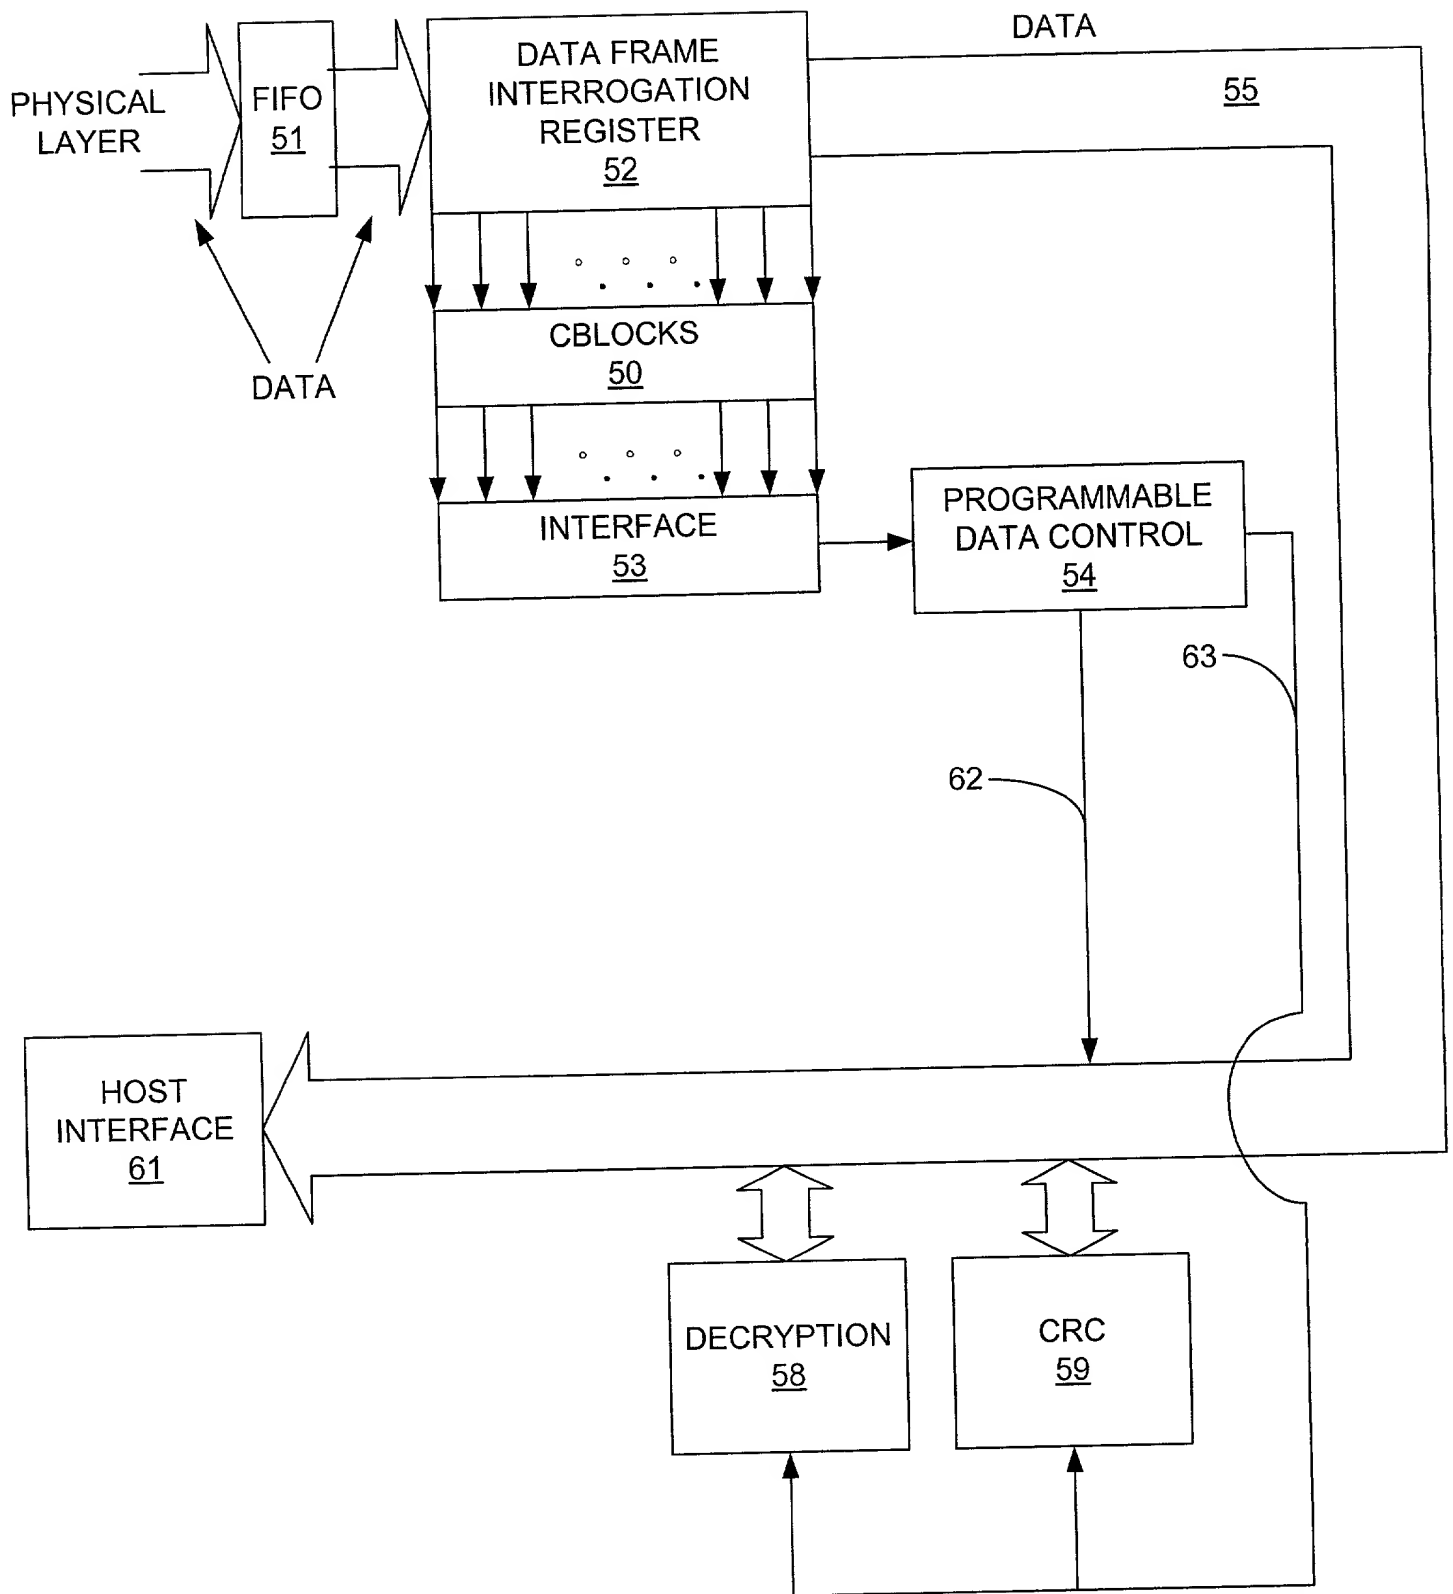 DATA
PHYSICAL
LAYER
FIFO
51
DATA FRAME
INTERROGATION
REGISTER
52
55
DATA
CBLOCKS
50
INTERFACE
53
PROGRAMMABLE
DATA CONTROL
54
63
62
HOST
INTERFACE
61
DECRYPTION
58
CRC
59